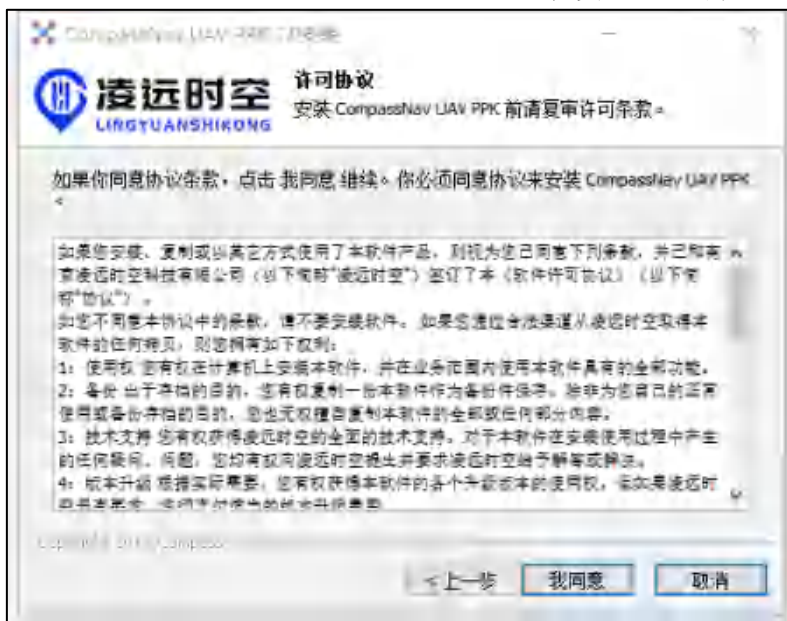 CompassNav UAV PPK
凌远时空
LINGYUANSHIKONG
许可协议
安装 CompassNav UAV PPK 前请复审许可条款。
如果你同意协议条款，点击 我同意 继续。你必须同意协议来安装 CompassNav UAV PPK
。
如果您安装、复制或以其它方式使用了本软件产品，则视为您已同意下列条款，并已和南
京凌远时空科技有限公司（以下简称"凌远时空"）签订了本（软件许可协议）（以下简
称"协议"）。
如您不同意本协议中的条款，请不要安装软件。如果您通过合法渠道从凌远时空取得本
软件的任何拷贝，则您拥有如下权利：
1：使用权 您有权在计算机上安装本软件，并在业务范围内使用本软件具有的全部功能。
2：备份 出于存档的目的，您有权复制一份本软件作为备份件保存。除非为您自己的正常
使用或备份存档的目的，您也无权擅自复制本软件的全部或任何部分内容。
3：技术支持 您有权获得凌远时空的全面的技术支持。对于本软件在安装使用过程中产生
的任何疑问、问题，您均有权向凌远时空提出并要求凌远时空给予解答或解决。
4：版本升级 根据实际需要，您有权获得本软件的各个升级版本的使用权，但如果凌远时
<上一步
我同意
取消